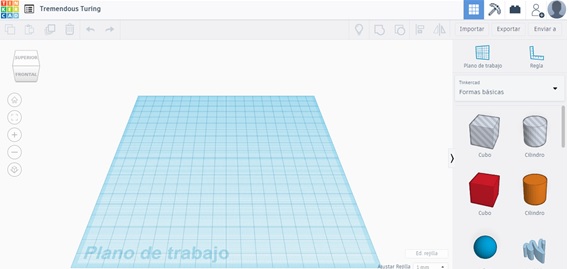 TIN
KER
CAD
Tremendous Turing
Importar
Exportar
Enviar a
SUPERIOR
FRONTAL
Plano de trabajo
Regla
Tinkercad
Formas básicas
Cubo
Cilindro
Cubo
Cilindro
Plano de trabajo
Ed. rejilla
Ajustar Rejilla
1 mm